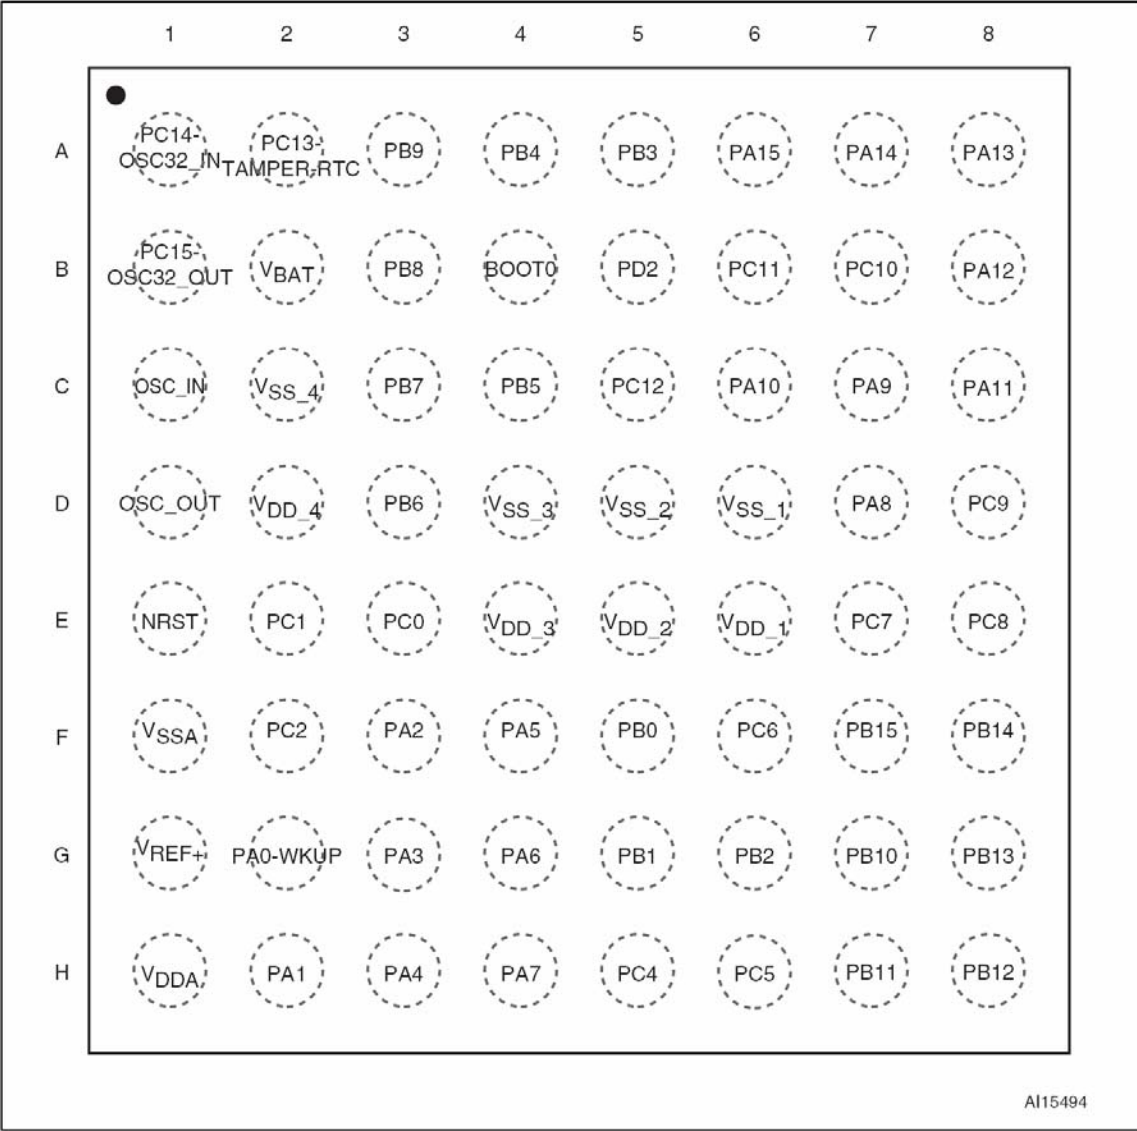 1 2 3 4 5 6 7 8
A PC14-OSC32_IN PC13-TAMPER-RTC PB9 PB4 PB3 PA15 PA14 PA13
B PC15-OSC32_OUT VBAT PB8 BOOT0 PD2 PC11 PC10 PA12
C OSC_IN VSS_4 PB7 PB5 PC12 PA10 PA9 PA11
D OSC_OUT VDD_4 PB6 VSS_3 VSS_2 VSS_1 PA8 PC9
E NRST PC1 PC0 VDD_3 VDD_2 VDD_1 PC7 PC8
F VSSA PC2 PA2 PA5 PB0 PC6 PB15 PB14
G VREF+ PA0-WKUP PA3 PA6 PB1 PB2 PB10 PB13
H VDDA PA1 PA4 PA7 PC4 PC5 PB11 PB12
AI15494